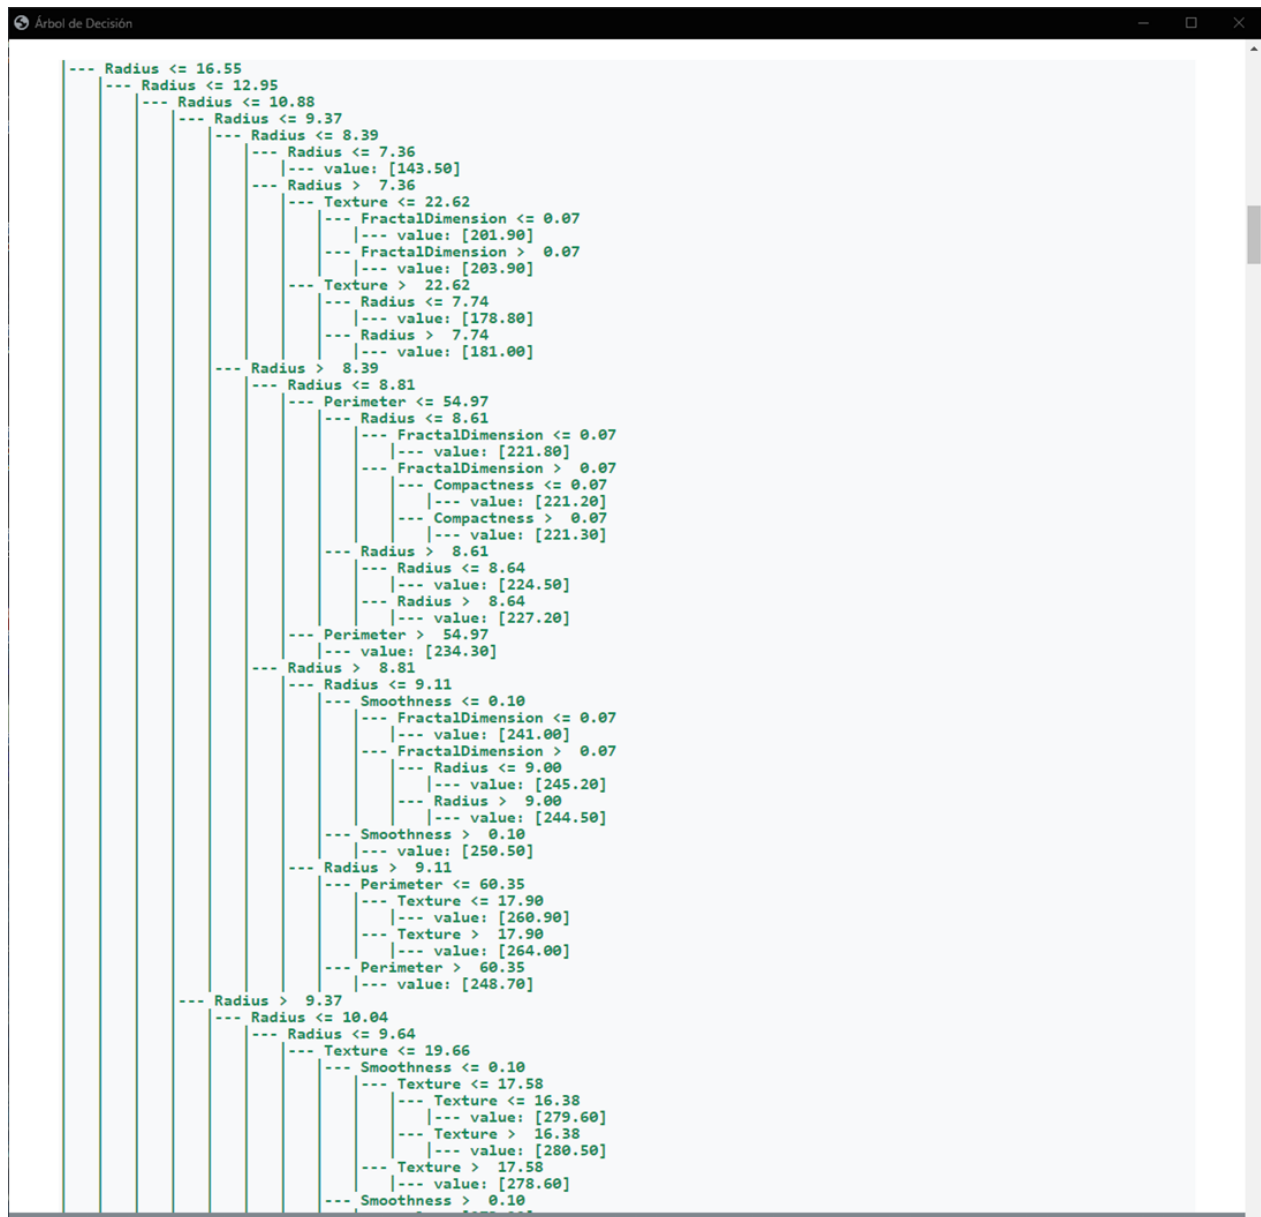 Árbol de Decisión
|--- Radius <= 16.55
|   |--- Radius <= 12.95
|   |   |--- Radius <= 10.88
|   |   |   |--- Radius <= 9.37
|   |   |   |   |--- Radius <= 8.39
|   |   |   |   |   |--- Radius <= 7.36
|   |   |   |   |   |   |--- value: [143.50]
|   |   |   |   |   |--- Radius >  7.36
|   |   |   |   |   |   |--- Texture <= 22.62
|   |   |   |   |   |   |   |--- FractalDimension <= 0.07
|   |   |   |   |   |   |   |   |--- value: [201.90]
|   |   |   |   |   |   |   |--- FractalDimension >  0.07
|   |   |   |   |   |   |   |   |--- value: [203.90]
|   |   |   |   |   |   |--- Texture >  22.62
|   |   |   |   |   |   |   |--- Radius <= 7.74
|   |   |   |   |   |   |   |   |--- value: [178.80]
|   |   |   |   |   |   |   |--- Radius >  7.74
|   |   |   |   |   |   |   |   |--- value: [181.00]
|   |   |   |   |--- Radius >  8.39
|   |   |   |   |   |--- Radius <= 8.81
|   |   |   |   |   |   |--- Perimeter <= 54.97
|   |   |   |   |   |   |   |--- Radius <= 8.61
|   |   |   |   |   |   |   |   |--- FractalDimension <= 0.07
|   |   |   |   |   |   |   |   |   |--- value: [221.80]
|   |   |   |   |   |   |   |   |--- FractalDimension >  0.07
|   |   |   |   |   |   |   |   |   |--- Compactness <= 0.07
|   |   |   |   |   |   |   |   |   |   |--- value: [221.20]
|   |   |   |   |   |   |   |   |   |--- Compactness >  0.07
|   |   |   |   |   |   |   |   |   |   |--- value: [221.30]
|   |   |   |   |   |   |   |--- Radius >  8.61
|   |   |   |   |   |   |   |   |--- Radius <= 8.64
|   |   |   |   |   |   |   |   |   |--- value: [224.50]
|   |   |   |   |   |   |   |   |--- Radius >  8.64
|   |   |   |   |   |   |   |   |   |--- value: [227.20]
|   |   |   |   |   |   |--- Perimeter >  54.97
|   |   |   |   |   |   |   |--- value: [234.30]
|   |   |   |   |   |--- Radius >  8.81
|   |   |   |   |   |   |--- Radius <= 9.11
|   |   |   |   |   |   |   |--- Smoothness <= 0.10
|   |   |   |   |   |   |   |   |--- FractalDimension <= 0.07
|   |   |   |   |   |   |   |   |   |--- value: [241.00]
|   |   |   |   |   |   |   |   |--- FractalDimension >  0.07
|   |   |   |   |   |   |   |   |   |--- Radius <= 9.00
|   |   |   |   |   |   |   |   |   |   |--- value: [245.20]
|   |   |   |   |   |   |   |   |   |--- Radius >  9.00
|   |   |   |   |   |   |   |   |   |   |--- value: [244.50]
|   |   |   |   |   |   |   |--- Smoothness >  0.10
|   |   |   |   |   |   |   |   |--- value: [250.50]
|   |   |   |   |   |   |--- Radius >  9.11
|   |   |   |   |   |   |   |--- Perimeter <= 60.35
|   |   |   |   |   |   |   |   |--- Texture <= 17.90
|   |   |   |   |   |   |   |   |   |--- value: [260.90]
|   |   |   |   |   |   |   |   |--- Texture >  17.90
|   |   |   |   |   |   |   |   |   |--- value: [264.00]
|   |   |   |   |   |   |   |--- Perimeter >  60.35
|   |   |   |   |   |   |   |   |--- value: [248.70]
|   |   |   |--- Radius >  9.37
|   |   |   |   |--- Radius <= 10.04
|   |   |   |   |   |--- Radius <= 9.64
|   |   |   |   |   |   |--- Texture <= 19.66
|   |   |   |   |   |   |   |--- Smoothness <= 0.10
|   |   |   |   |   |   |   |   |--- Texture <= 17.58
|   |   |   |   |   |   |   |   |   |--- Texture <= 16.38
|   |   |   |   |   |   |   |   |   |   |--- value: [279.60]
|   |   |   |   |   |   |   |   |   |--- Texture >  16.38
|   |   |   |   |   |   |   |   |   |   |--- value: [280.50]
|   |   |   |   |   |   |   |   |--- Texture >  17.58
|   |   |   |   |   |   |   |   |   |--- value: [278.60]
|   |   |   |   |   |   |   |--- Smoothness >  0.10